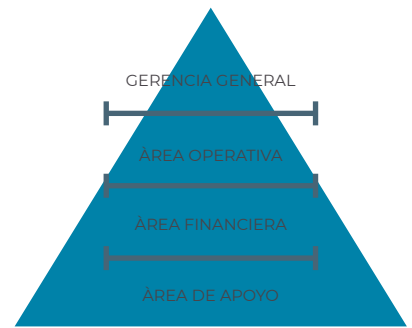 GERENCIA GENERAL
ÀREA OPERATIVA
ÀREA FINANCIERA
ÀREA DE APOYO